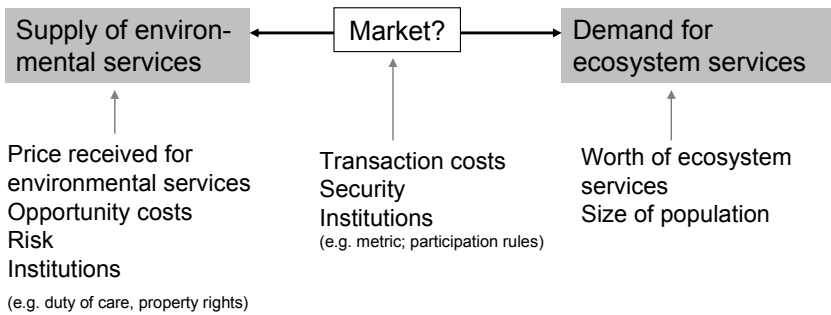 Supply of environ-
mental services
Market?
Demand for
ecosystem services
Price received for
environmental services
Opportunity costs
Risk
Institutions
(e.g. duty of care, property rights)
Transaction costs
Security
Institutions
(e.g. metric; participation rules)
Worth of ecosystem
services
Size of population